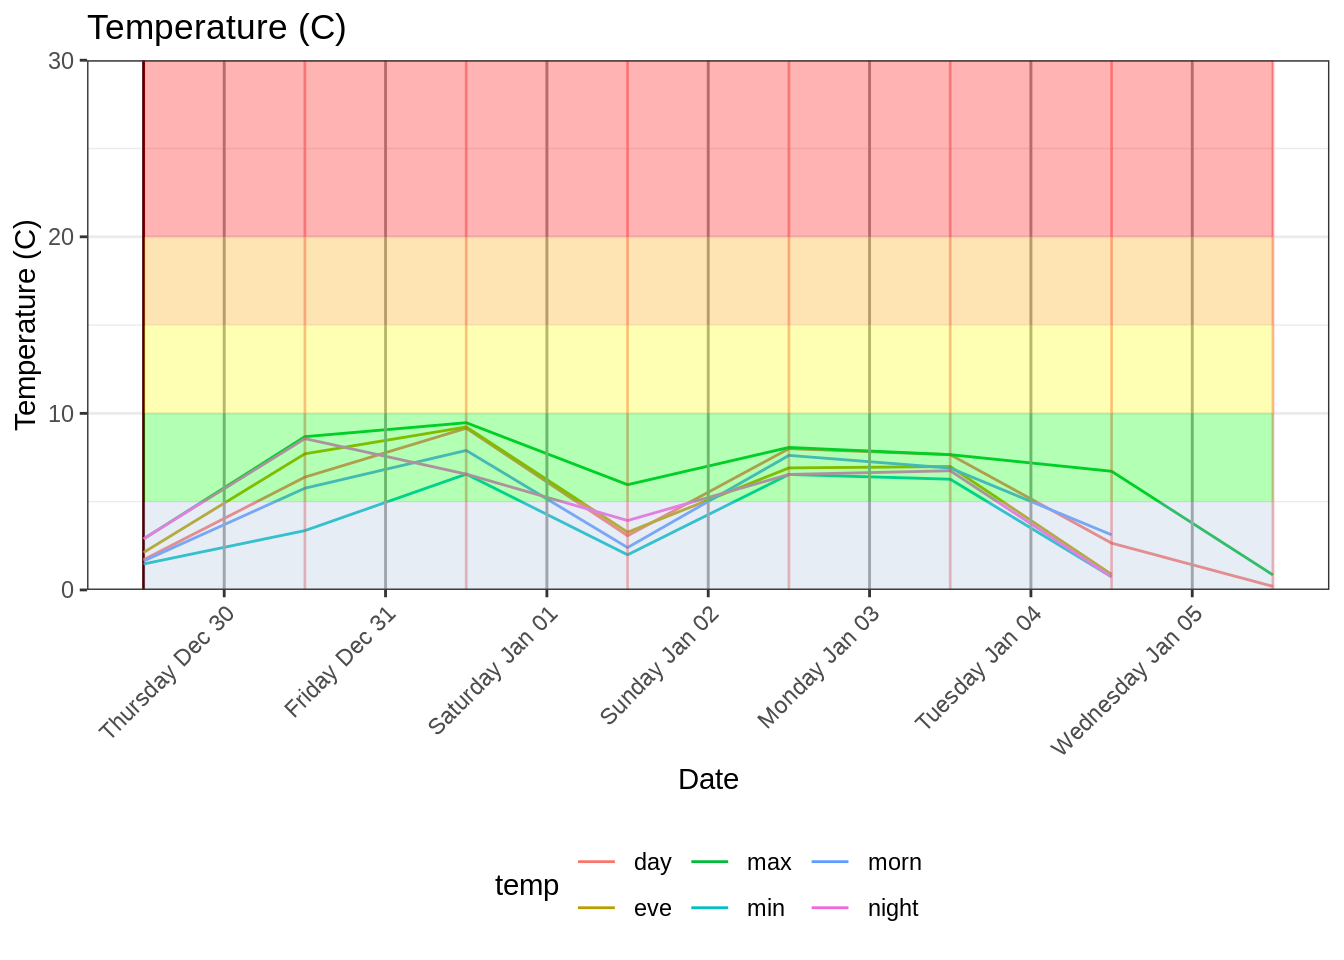 Temperature (C)
30
20
10
0
Temperature (C)
Thursday Dec 30
Friday Dec 31
Saturday Jan 01
Sunday Jan 02
Monday Jan 03
Tuesday Jan 04
Wednesday Jan 05
Date
temp
day max morn
eve min night